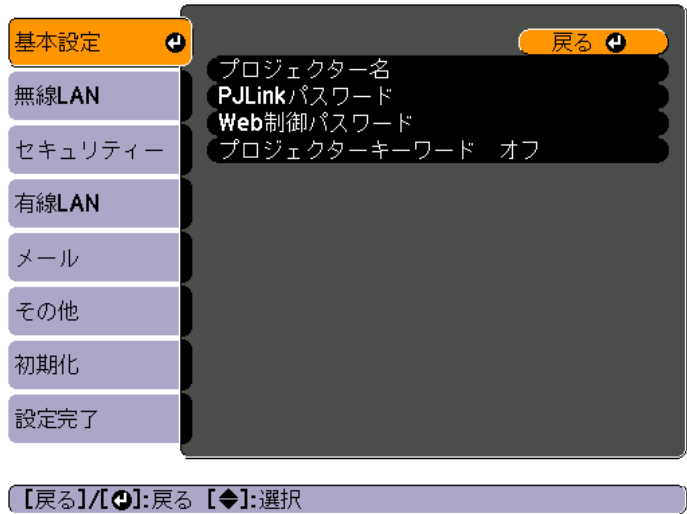 基本設定
無線LAN
セキュリティー
有線LAN
メール
その他
初期化
設定完了
戻る
プロジェクター名
PJLinkパスワード
Web制御パスワード
プロジェクターキーワード オフ
[戻る]/[⏎]:戻る [◆]:選択